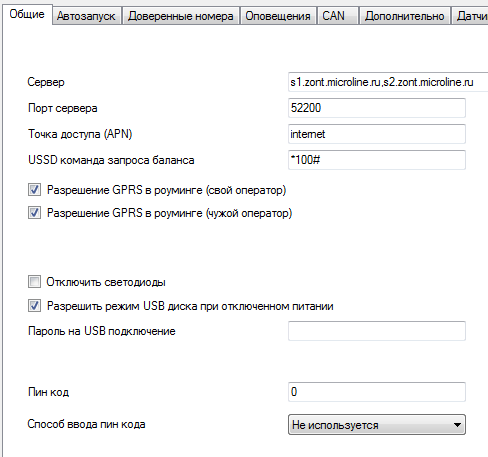 Общие Автозапуск Доверенные номера Оповещения CAN Дополнительно Датчи
Сервер s1.zont.microline.ru,s2.zont.microline.ru
Порт сервера 52200
Точка доступа (APN) internet
USSD команда запроса баланса *100#
Разрешение GPRS в роуминге (свой оператор)
Разрешение GPRS в роуминге (чужой оператор)
Отключить светодиоды
Разрешить режим USB диска при отключенном питании
Пароль на USB подключение
Пин код 0
Способ ввода пин кода Не используется